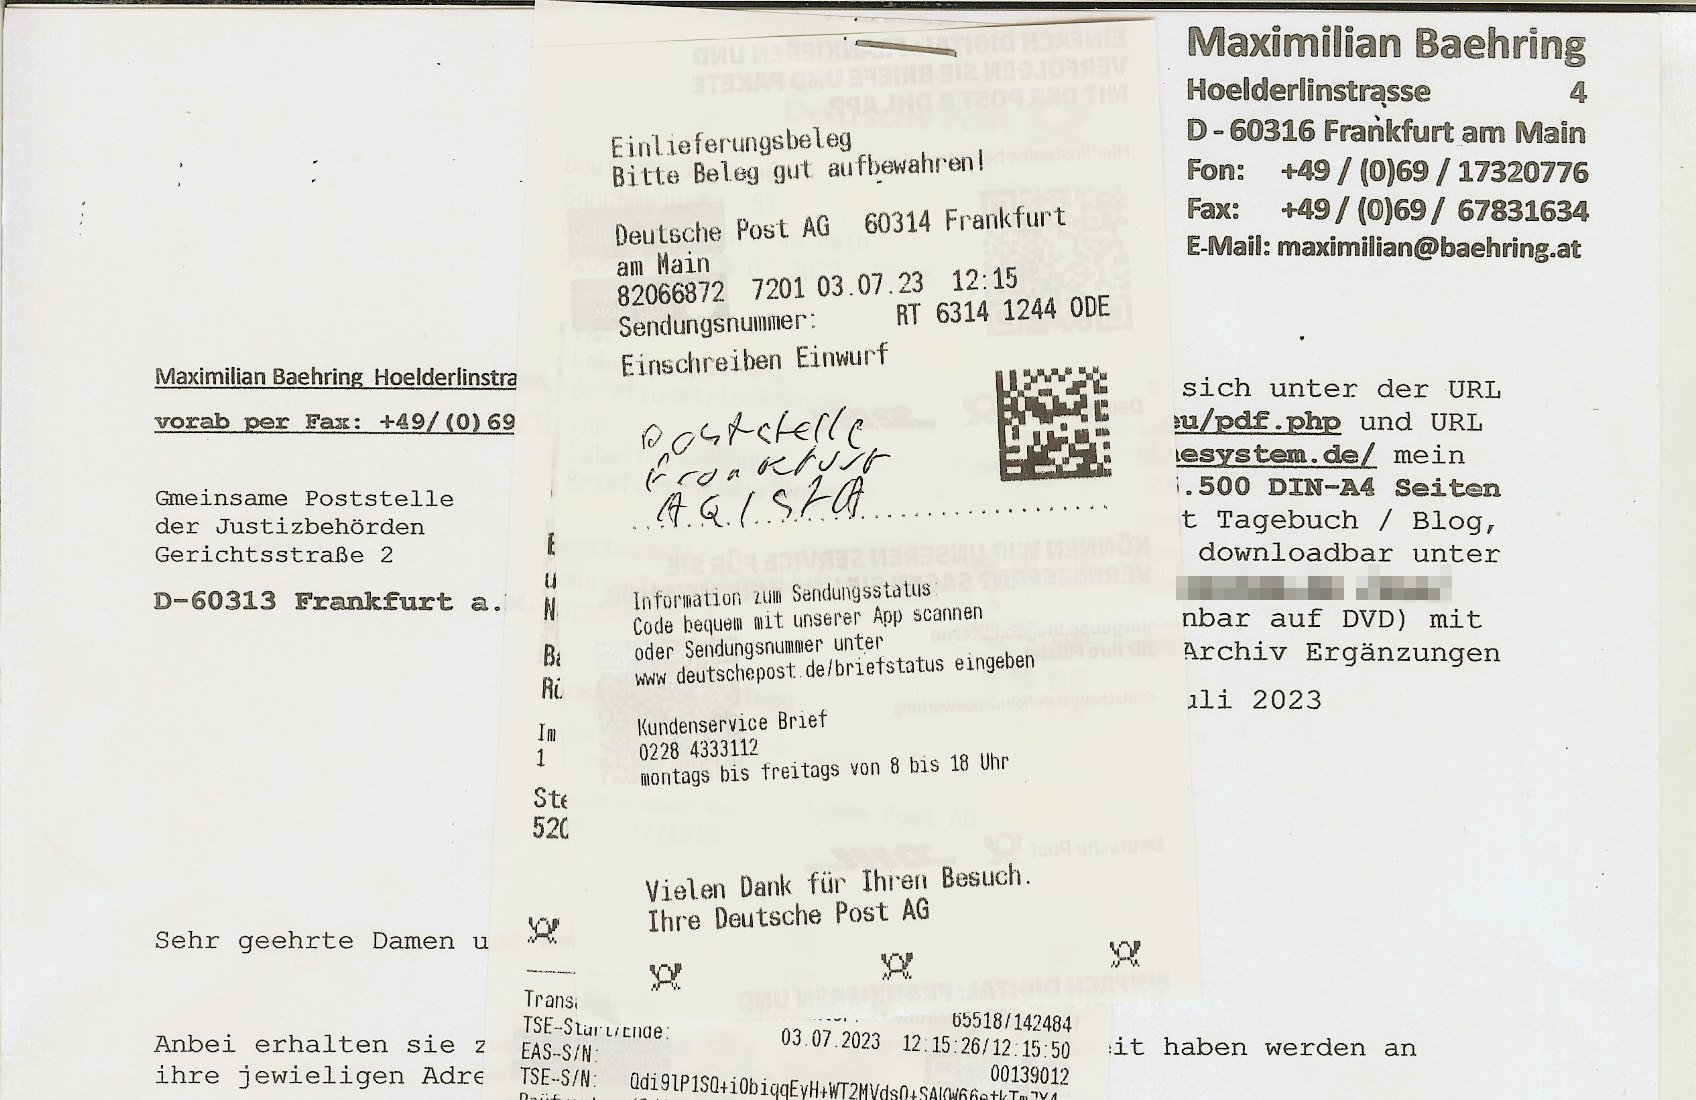 Maximilian Baehring
Hoelderlinstrasse 4
D - 60316 Frankfurt am Main
Fon: +49 / (0)69 / 17320776
Fax: +49 / (0)69 / 67831634
E-Mail: maximilian@baehring.at
Einlieferungsbeleg
Bitte Beleg gut aufbewahren!
Deutsche Post AG 60314 Frankfurt
am Main
82066872 7201 03.07.23 12:15
Sendungsnummer: RT 6314 1244 0DE
Einschreiben Einwurf
Poststelle
Frankfurt
Information zum Sendungsstatus:
Code bequem mit unserer App scannen
oder Sendungsnummer unter
www.deutschepost.de/briefstatus eingeben
Kundenservice Brief
0228 4333112
montags bis freitags von 8 bis 18 Uhr
Vielen Dank für Ihren Besuch.
Ihre Deutsche Post AG
Maximilian Baehring Hoelderlinstra
vorab per Fax: +49/(0)69
Gmeinsame Poststelle
der Justizbehörden
Gerichtsstraße 2
D-60313 Frankfurt a.
sich unter der URL
eu/pdf.php und URL
esystem.de/ mein
.500 DIN-A4 Seiten
t Tagebuch / Blog,
downloadbar unter
nbar auf DVD) mit
Archiv Ergänzungen
uli 2023
Im
1
Ste
520
Sehr geehrte Damen u
Trans
65518/142484
TSE-Start/Ende: 03.07.2023 12:15:26/12:15:50
EAS-S/N: 00139012
TSE-S/N:
Anbei erhalten sie z
it haben werden an
ihre jewieligen Adre